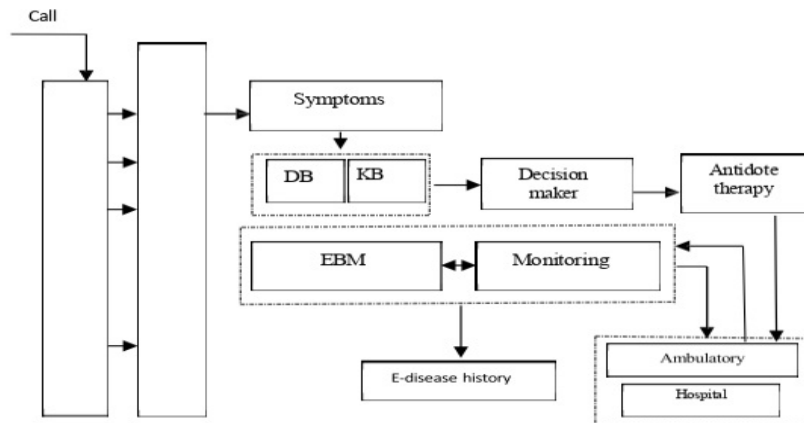 Call
Symptoms
DB
KB
Decision
maker
Antidote
therapy
EBM
Monitoring
E-disease history
Ambulatory
Hospital